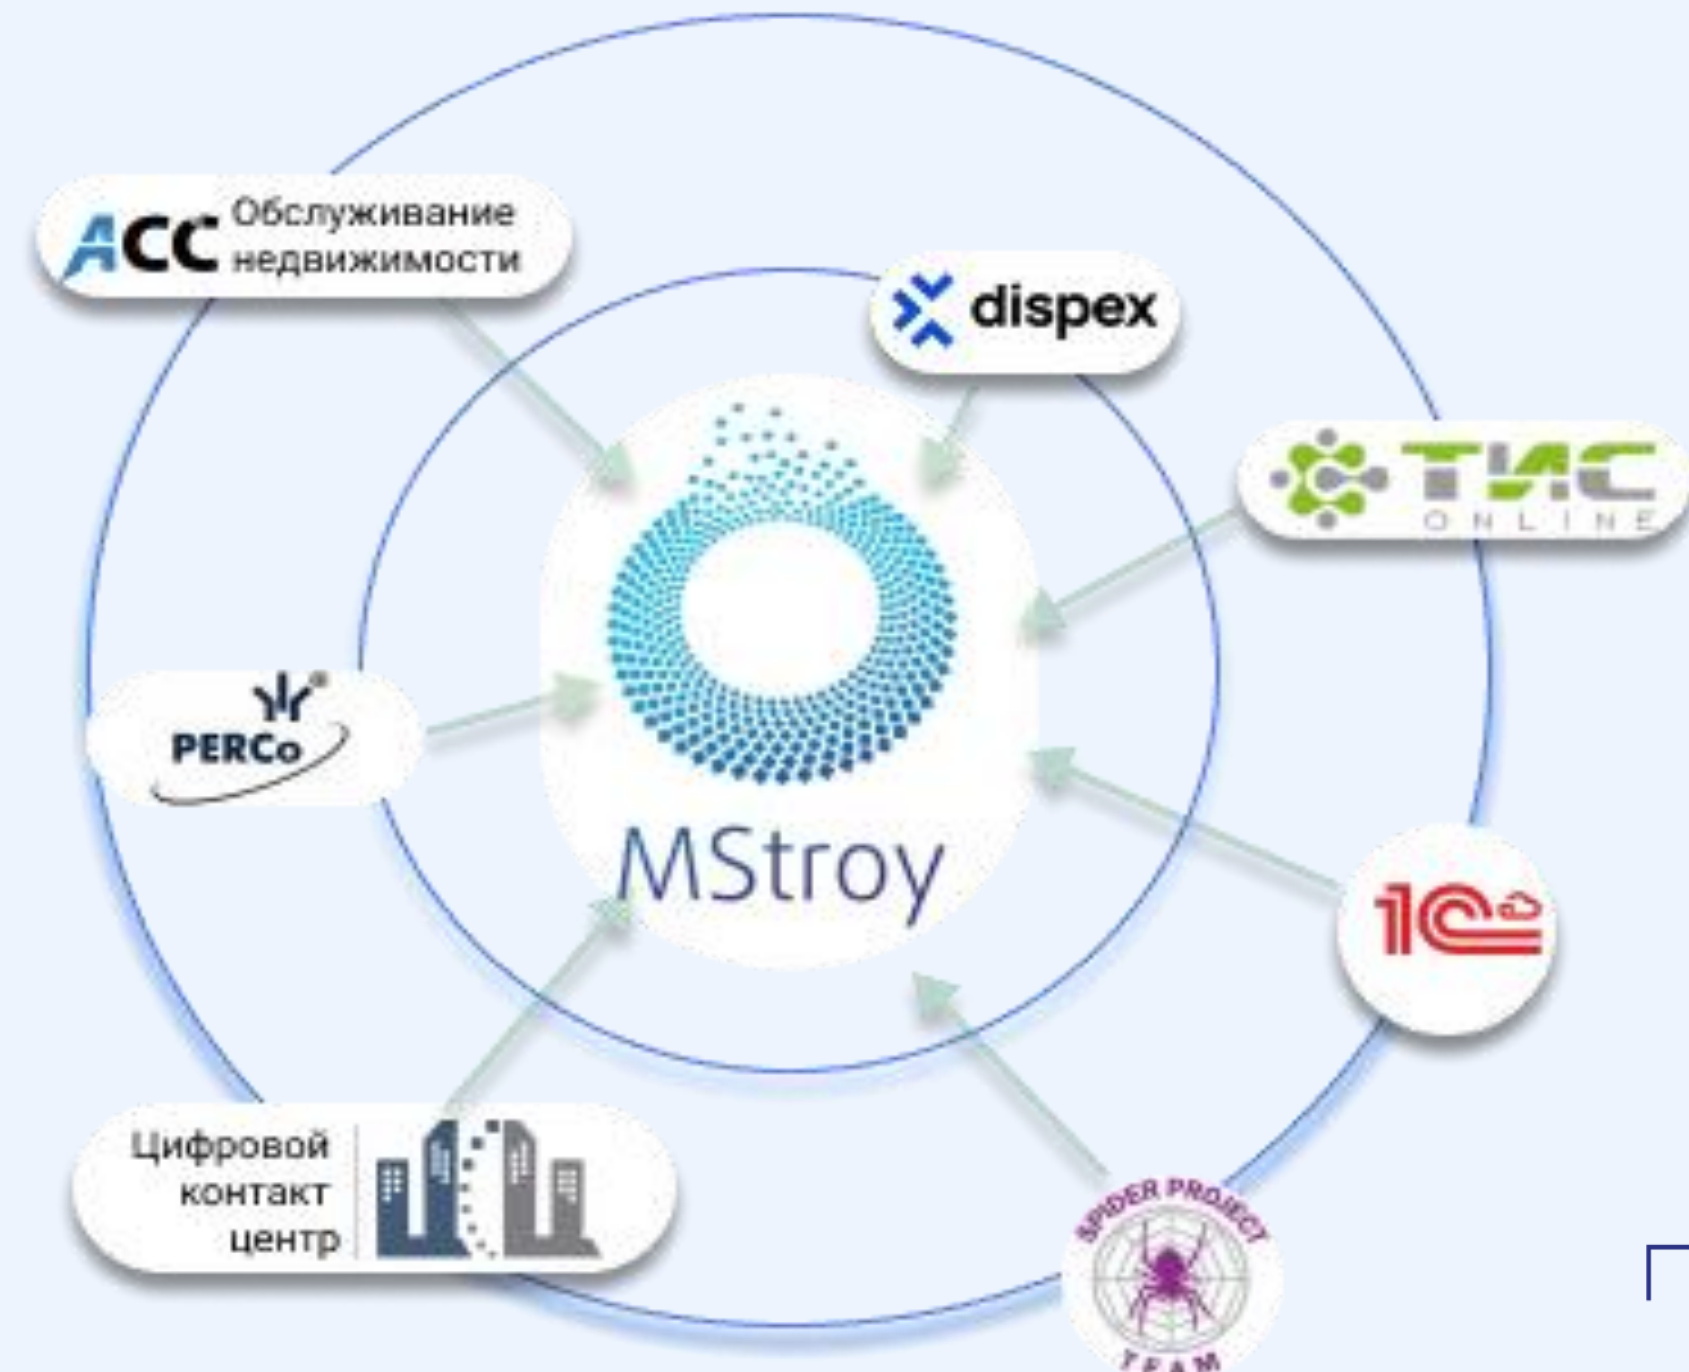 АСС
Обслуживание
недвижимости
dispex
ТИС
ONLINE
PERCo
MStroy
1С
Цифровой
контакт
центр
SPIDER PROJECT
TEAM